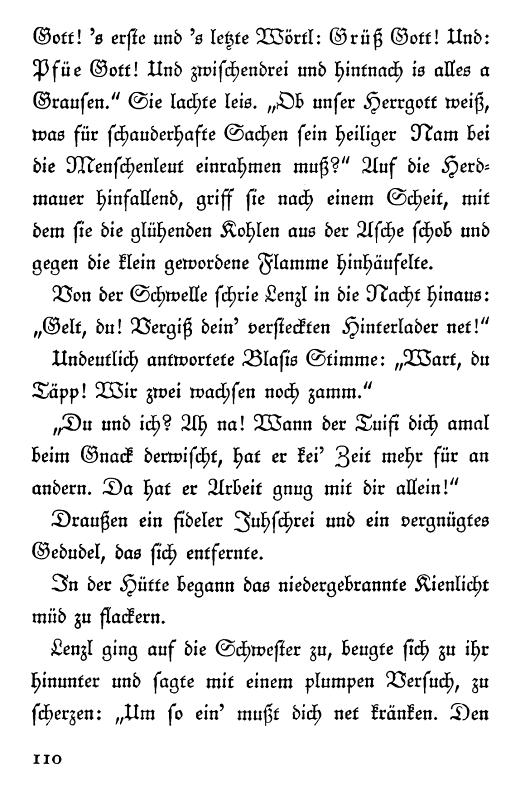 Gott! 's erste und 's letzte Wörtl: Grüß Gott! Und:
Pfüe Gott! Und zwischendrei und hintnach is alles a
Grausen.“ Sie lachte leis. „Ob unser Herrgott weiß,
was für schauderhafte Sachen sein heiliger Nam bei
die Menschenleut einrahmen muß?“ Auf die Herd-
mauer hinfallend, griff sie nach einem Scheit, mit
dem sie die glühenden Kohlen aus der Asche schob und
gegen die klein gewordene Flamme hinhäufelte.
Von der Schwelle schrie Lenzl in die Nacht hinaus:
„Gelt, du! Vergiß dein' versteckten Hinterlader net!“
Undeutlich antwortete Blasis Stimme: „Wart, du
Täpp! Wir zwei wachsen noch zamm.“
„Du und ich? Ah na! Wann der Tuifi dich amal
beim Gnack derwischt, hat er kei' Zeit mehr für an
andern. Da hat er Arbeit gnug mit dir allein!“
Draußen ein fideler Juhschrei und ein vergnügtes
Gedudel, das sich entfernte.
In der Hütte begann das niedergebrannte Kienlicht
müd zu flackern.
Lenzl ging auf die Schwester zu, beugte sich zu ihr
hinunter und sagte mit einem plumpen Versuch, zu
scherzen: „Um so ein' mußt dich net kränken. Den
110